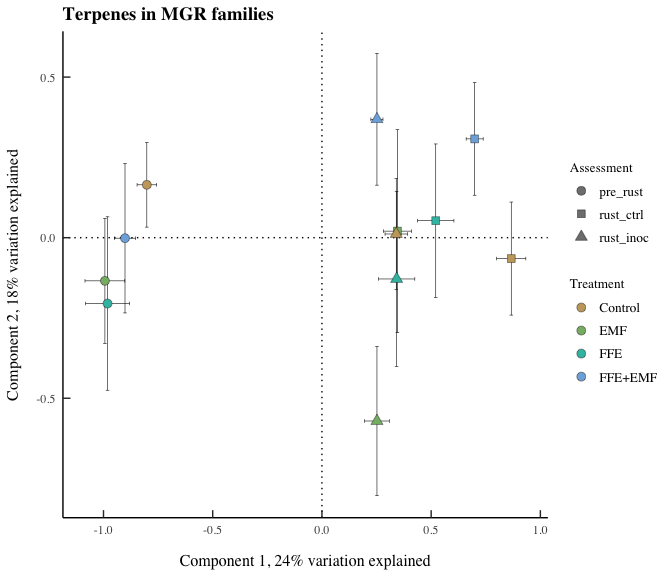 Terpenes in MGR families
Component 2, 18% variation explained
0.5
0.0
-0.5
-1.0
-0.5
0.0
0.5
1.0
Component 1, 24% variation explained
Assessment
pre_rust
rust_ctrl
rust_inoc
Treatment
Control
EMF
FFE
FFE+EMF